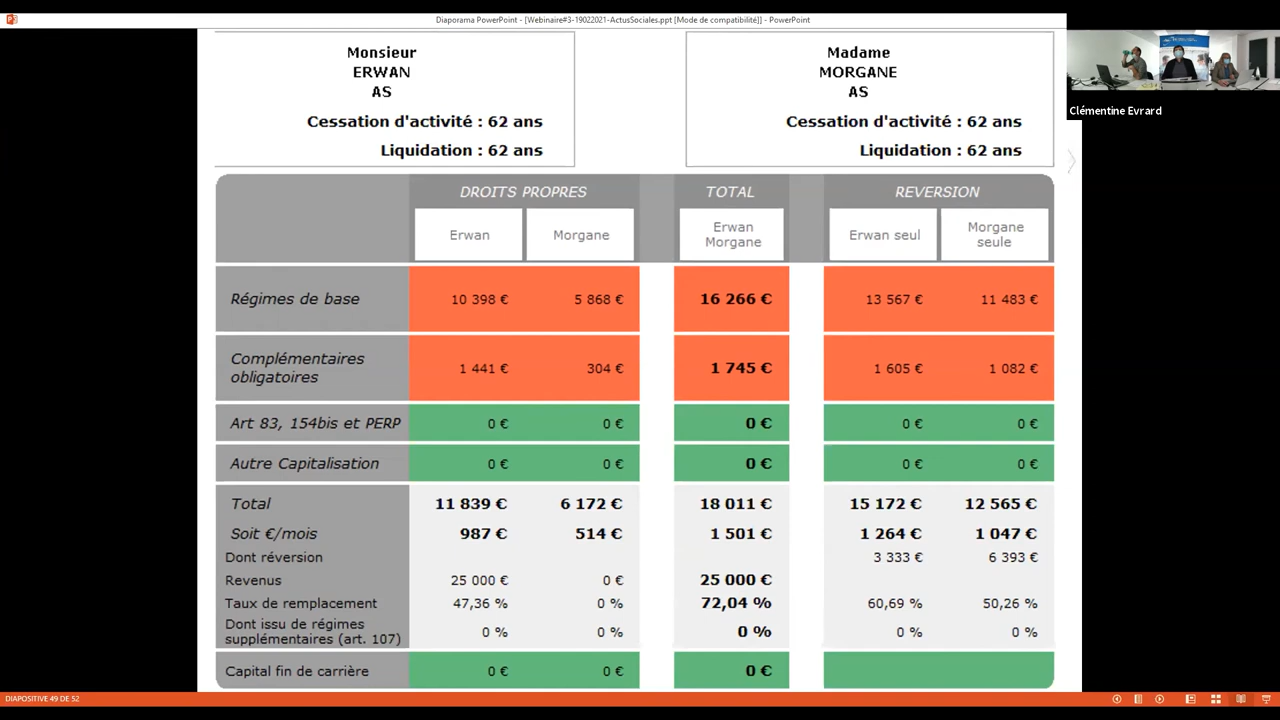 Diaporama PowerPoint - [Webinaire#3-19022021-ActusSociales.ppt [Mode de compatibilité]] - PowerPoint
Monsieur
ERWAN
AS
Cessation d'activité : 62 ans
Liquidation : 62 ans
Madame
MORGANE
AS
Cessation d'activité : 62 ans
Liquidation : 62 ans
Clémentine Evrard
DROITS PROPRES TOTAL REVERSION
Erwan Morgane Erwan Morgane Erwan seul Morgane seule
Régimes de base 10 398 € 5 868 € 16 266 € 13 567 € 11 483 €
Complémentaires obligatoires 1 441 € 304 € 1 745 € 1 605 € 1 082 €
Art 83, 154bis et PERP 0 € 0 € 0 € 0 € 0 €
Autre Capitalisation 0 € 0 € 0 € 0 € 0 €
Total 11 839 € 6 172 € 18 011 € 15 172 € 12 565 €
Soit €/mois 987 € 514 € 1 501 € 1 264 € 1 047 €
Dont réversion 3 333 € 6 393 €
Revenus 25 000 € 0 € 25 000 €
Taux de remplacement 47,36 % 0 % 72,04 % 60,69 % 50,26 %
Dont issu de régimes supplémentaires (art. 107) 0 % 0 % 0 % 0 % 0 %
Capital fin de carrière 0 € 0 € 0 €
DIAPOSITIVE 49 DE 52